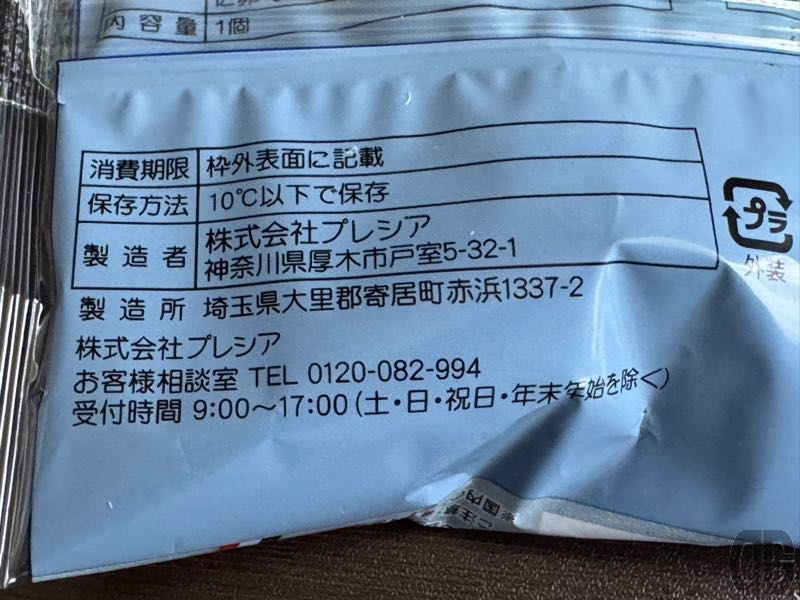 内容量 1個
消費期限 枠外表面に記載
保存方法 10℃以下で保存
製造者 株式会社プレシア
神奈川県厚木市戸室5-32-1
製造所 埼玉県大里郡寄居町赤浜1337-2
株式会社プレシア
お客様相談室 TEL 0120-082-994
受付時間 9:00〜17:00(土・日・祝日・年末年始を除く)
プラ
外装
ご注意